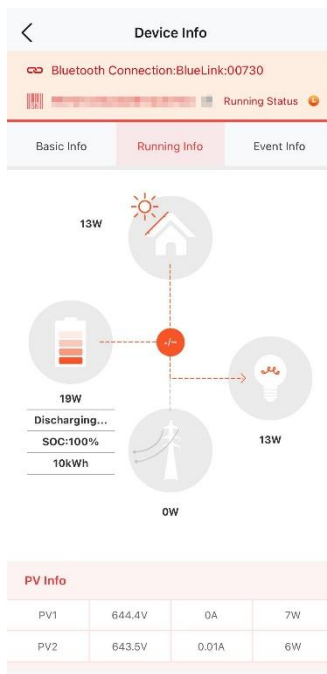 Device Info
Bluetooth Connection:BlueLink:00730
Running Status
Basic Info Running Info Event Info
13W
19W
Discharging...
SOC:100%
10kWh
13W
0W
PV Info
PV1 644.4V 0A 7W
PV2 643.5V 0.01A 6W